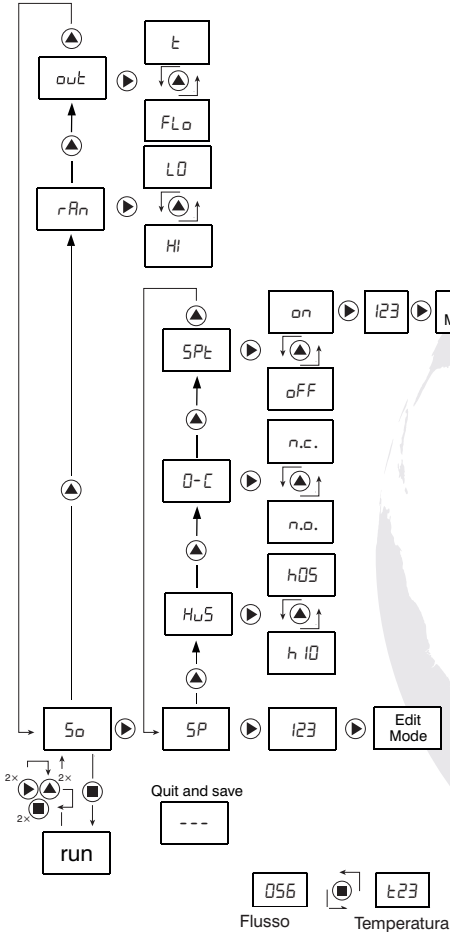 t
out
FLo
LO
rAn
HI
on 123 M
SPt
oFF
n.c.
O-C
n.o.
h05
HuS
h10
So SP 123 Edit Mode
2× 2×
2×
Quit and save
---
run
056 t23
Flusso Temperatura